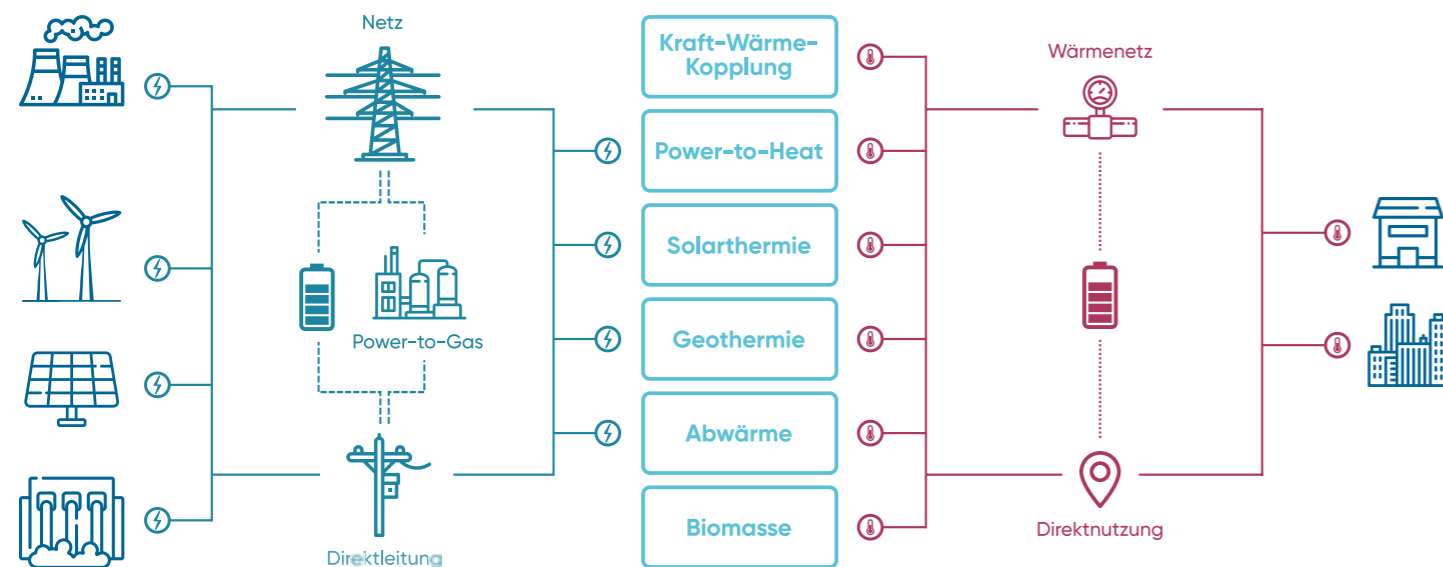 Netz
Power-to-Gas
Direktleitung
Kraft-Wärme-
Kopplung
Power-to-Heat
Solarthermie
Geothermie
Abwärme
Biomasse
Wärmenetz
Direktnutzung